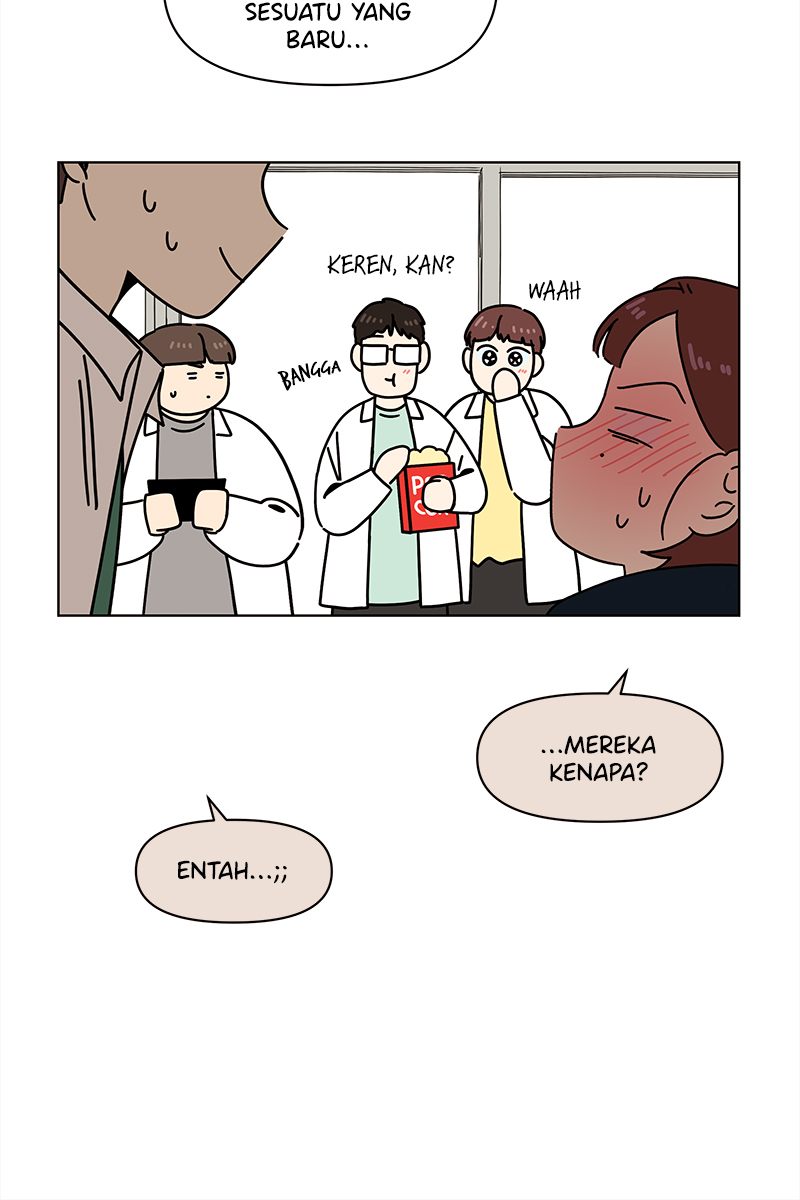 SESUATU YANG
BARU...
KEREN, KAN?
WAAH
BANGGA
...MEREKA
KENAPA?
ENTAH...;;